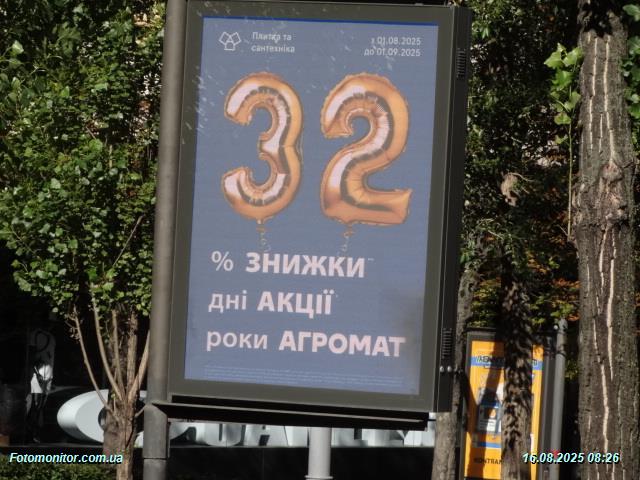 Плитка та
сантехніка
з 01.08.2025
до 01.09.2025
32
% ЗНИЖКИ
дні АКЦІЇ
роки АГРОМАТ
Fotomonitor.com.ua
16.08.2025 08:26